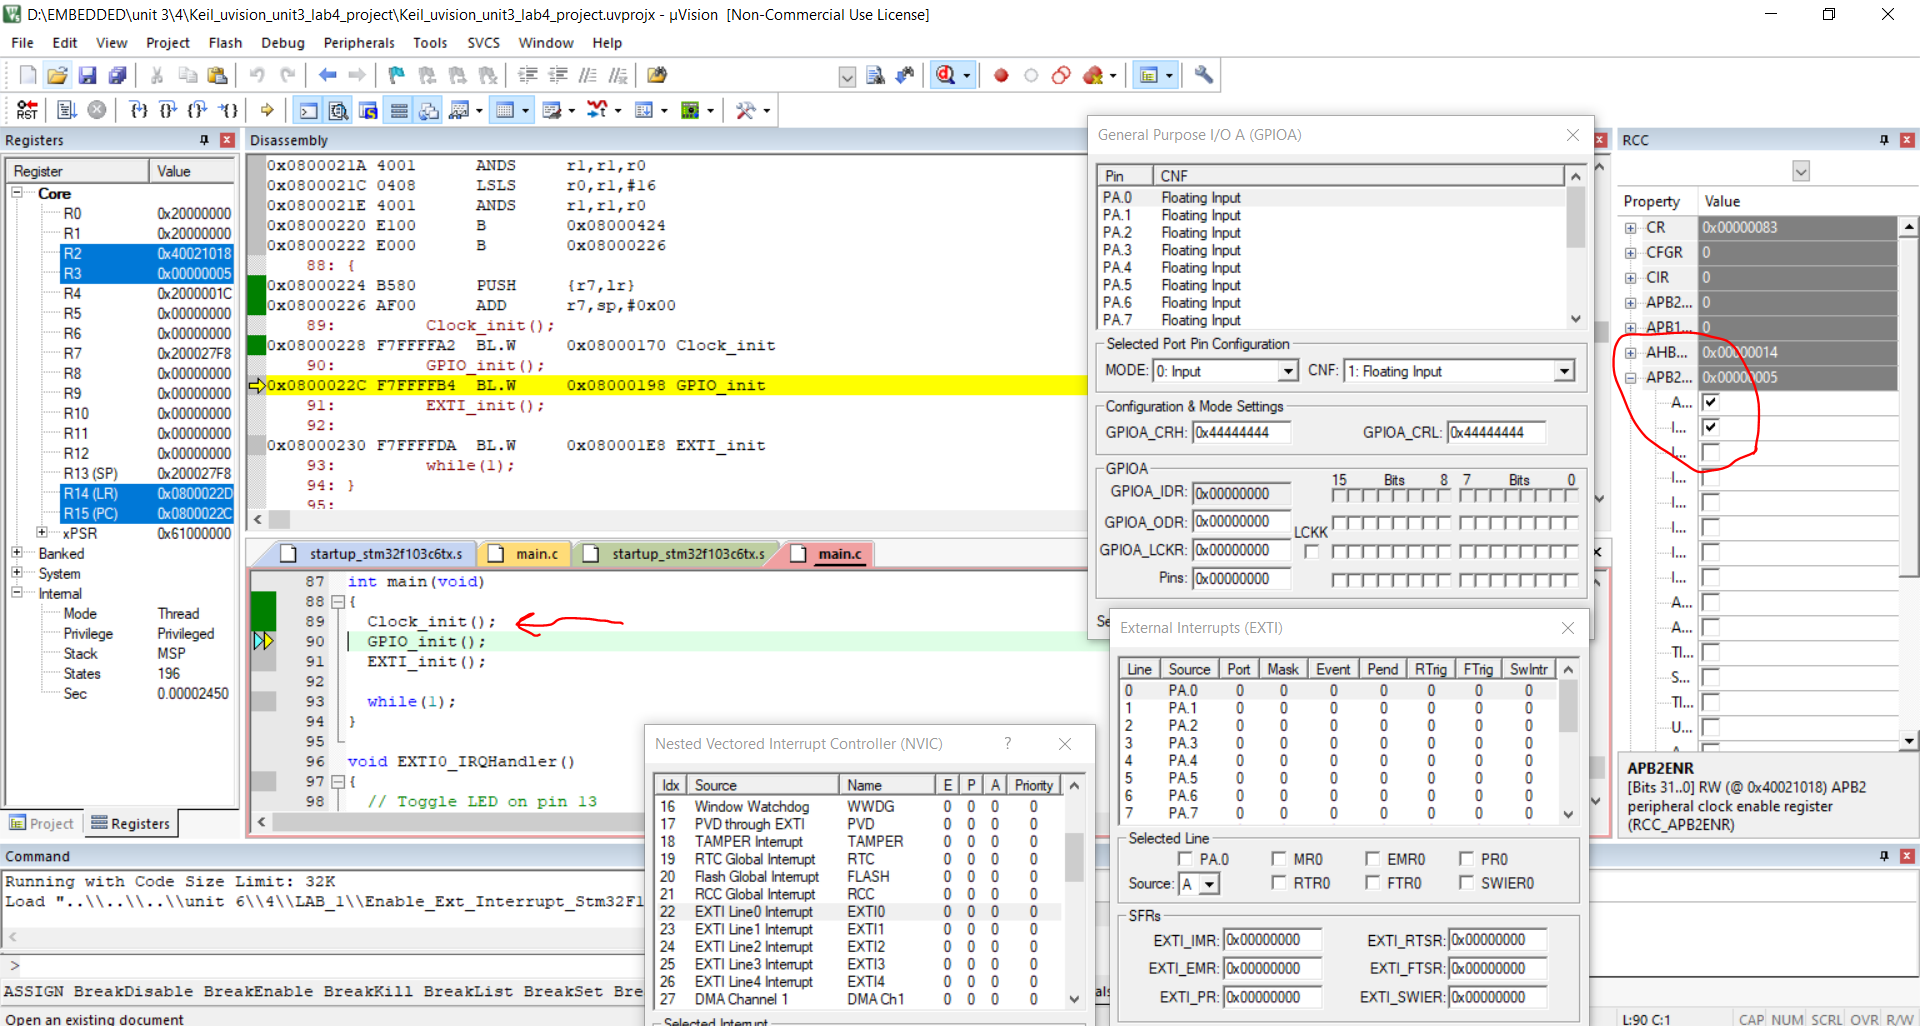 D:\EMBEDDED\unit 3\4\Keil_uvision_unit3_lab4_project\Keil_uvision_unit3_lab4_project.uvprojx - µVision  [Non-Commercial Use License]
File Edit View Project Flash Debug Peripherals Tools SVCS Window Help
RST
Registers
Register Value
Core
R0 0x20000000
R1 0x20000000
R2 0x40021018
R3 0x00000005
R4 0x2000001C
R5 0x00000000
R6 0x00000000
R7 0x200027F8
R8 0x00000000
R9 0x00000000
R10 0x00000000
R11 0x00000000
R12 0x00000000
R13 (SP) 0x200027F8
R14 (LR) 0x0800022D
R15 (PC) 0x0800022C
xPSR 0x61000000
Banked
System
Internal
Mode Thread
Privilege Privileged
Stack MSP
States 196
Sec 0.00002450
Project Registers
Disassembly
0x0800021A 4001 ANDS r1,r1,r0
0x0800021C 0408 LSLS r0,r1,#16
0x0800021E 4001 ANDS r1,r1,r0
0x08000220 E100 B 0x08000424
0x08000222 E000 B 0x08000226
88: {
0x08000224 B580 PUSH {r7,lr}
0x08000226 AF00 ADD r7,sp,#0x00
89: Clock_init();
0x08000228 F7FFFFA2 BL.W 0x08000170 Clock_init
90: GPIO_init();
0x0800022C F7FFFFB4 BL.W 0x08000198 GPIO_init
91: EXTI_init();
92:
0x08000230 F7FFFFDA BL.W 0x080001E8 EXTI_init
93: while(1);
94: }
95:
startup_stm32f103c6tx.s main.c startup_stm32f103c6tx.s main.c
87 int main(void)
88 {
89 Clock_init();
90 GPIO_init();
91 EXTI_init();
92
93 while(1);
94 }
95
96 void EXTI0_IRQHandler()
97 {
98 // Toggle LED on pin 13
General Purpose I/O A (GPIOA)
Pin CNF
PA.0 Floating Input
PA.1 Floating Input
PA.2 Floating Input
PA.3 Floating Input
PA.4 Floating Input
PA.5 Floating Input
PA.6 Floating Input
PA.7 Floating Input
Selected Port Pin Configuration
MODE: 0: Input CNF: 1: Floating Input
Configuration & Mode Settings
GPIOA_CRH: 0x44444444 GPIOA_CRL: 0x44444444
GPIOA
15 Bits 8 7 Bits 0
GPIOA_IDR: 0x00000000
GPIOA_ODR: 0x00000000
LCKK
GPIOA_LCKR: 0x00000000
Pins: 0x00000000
Se
External Interrupts (EXTI)
Line Source Port Mask Event Pend RTrig FTrig SwIntr
0 PA.0 0 0 0 0 0 0 0
1 PA.1 0 0 0 0 0 0 0
2 PA.2 0 0 0 0 0 0 0
3 PA.3 0 0 0 0 0 0 0
4 PA.4 0 0 0 0 0 0 0
5 PA.5 0 0 0 0 0 0 0
6 PA.6 0 0 0 0 0 0 0
7 PA.7 0 0 0 0 0 0 0
Selected Line
PA.0 MR0 EMR0 PR0
Source: A RTR0 FTR0 SWIER0
SFRs
EXTI_IMR: 0x00000000 EXTI_RTSR: 0x00000000
EXTI_EMR: 0x00000000 EXTI_FTSR: 0x00000000
EXTI_PR: 0x00000000 EXTI_SWIER: 0x00000000
Nested Vectored Interrupt Controller (NVIC) ?
Idx Source Name E P A Priority
16 Window Watchdog WWDG 0 0 0 0
17 PVD through EXTI PVD 0 0 0 0
18 TAMPER Interrupt TAMPER 0 0 0 0
19 RTC Global Interrupt RTC 0 0 0 0
20 Flash Global Interrupt FLASH 0 0 0 0
21 RCC Global Interrupt RCC 0 0 0 0
22 EXTI Line0 Interrupt EXTI0 0 0 0 0
23 EXTI Line1 Interrupt EXTI1 0 0 0 0
24 EXTI Line2 Interrupt EXTI2 0 0 0 0
25 EXTI Line3 Interrupt EXTI3 0 0 0 0
26 EXTI Line4 Interrupt EXTI4 0 0 0 0
27 DMA Channel 1 DMA Ch1 0 0 0 0
Selected Interrupt
RCC
Property Value
CR 0x00000083
CFGR 0
CIR 0
APB2... 0
APB1... 0
AHB... 0x00000014
APB2... 0x00000005
A...
I...
I...
I...
I...
I...
I...
I...
A...
A...
TI...
S...
TI...
U...
APB2ENR
[Bits 31..0] RW (@ 0x40021018) APB2
peripheral clock enable register
(RCC_APB2ENR)
Command
Running with Code Size Limit: 32K
Load "..\\..\\..\\unit 6\\4\\LAB_1\\Enable_Ext_Interrupt_Stm32F1
>
ASSIGN BreakDisable BreakEnable BreakKill BreakList BreakSet Bre
als
Open an existing document L:90 C:1 CAP NUM SCRL OVR R/W